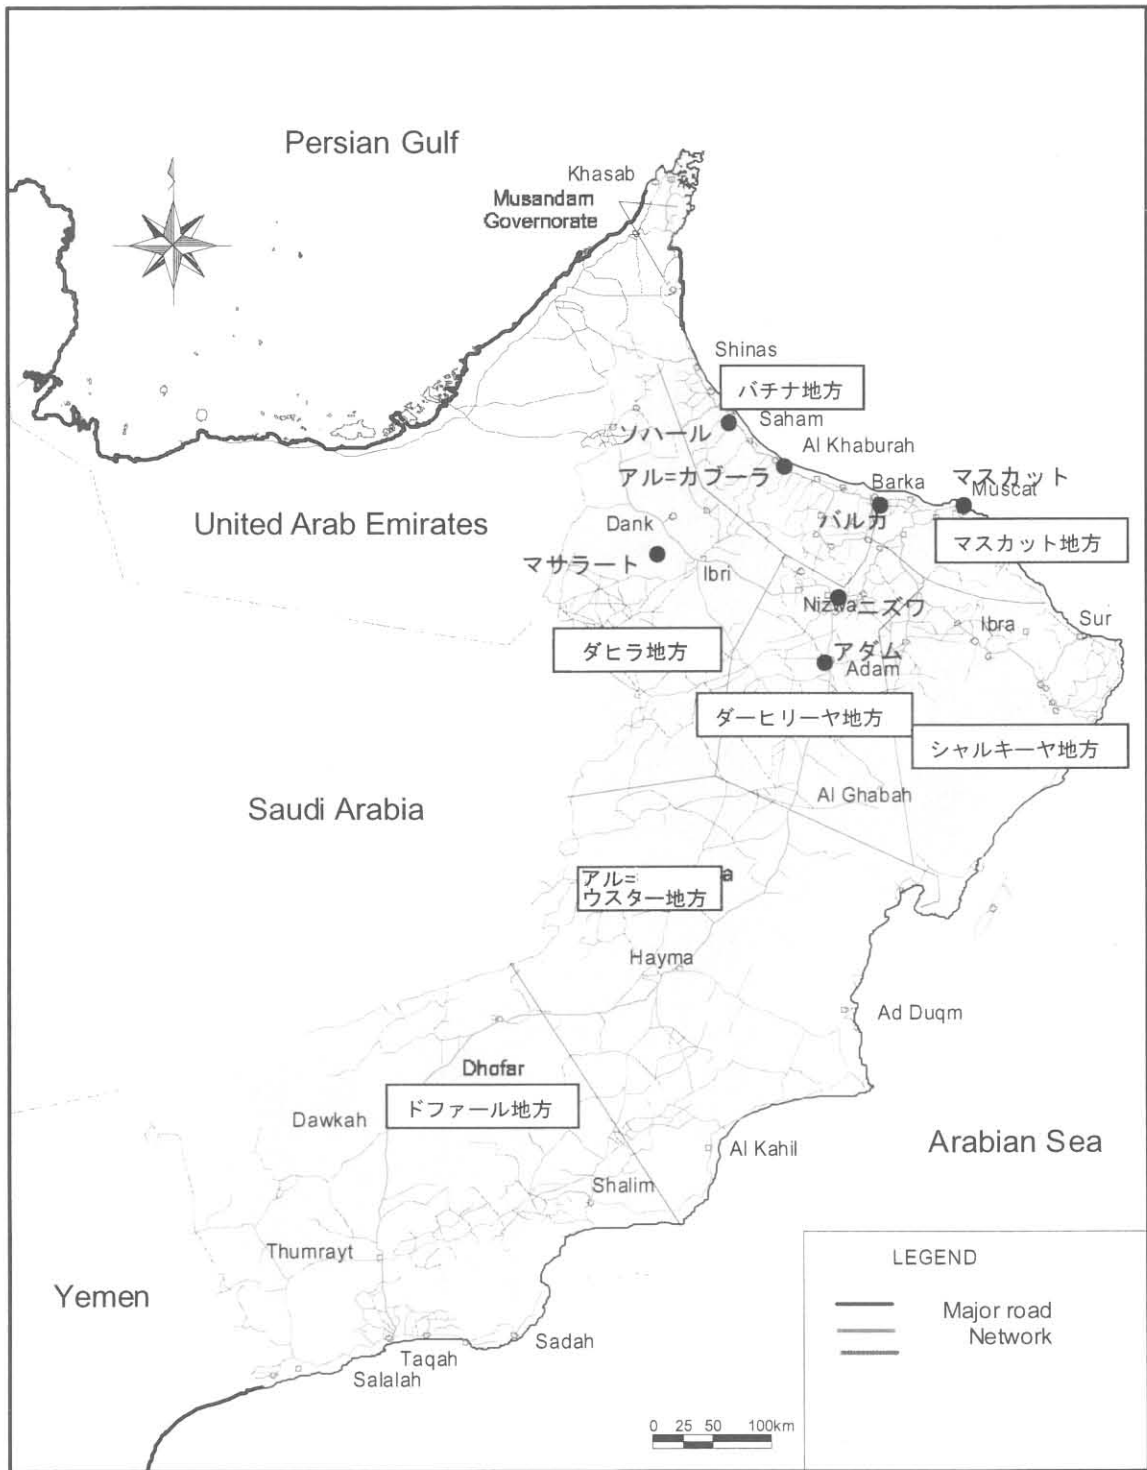 Persian Gulf
Khasab
Musandam
Governorate
Shinas
バチナ地方
Saham
ソハール
Al Khaburah
アル=カブーラ
Barka
マスカット
Muscat
United Arab Emirates
Dank
バルカ
マスカット地方
マサラート
Ibri
Nizwa
ニズワ
Ibra
Sur
ダヒラ地方
アダム
Adam
ダーヒリーヤ地方
シャルキーヤ地方
Saudi Arabia
Al Ghabah
アル=
ウスター地方
a
Hayma
Ad Duqm
Dhofar
ドファール地方
Dawkah
Al Kahil
Arabian Sea
Shalim
Thumrayt
LEGEND
Yemen
Major road
Network
Sadah
Taqah
Salalah
0 25 50 100km